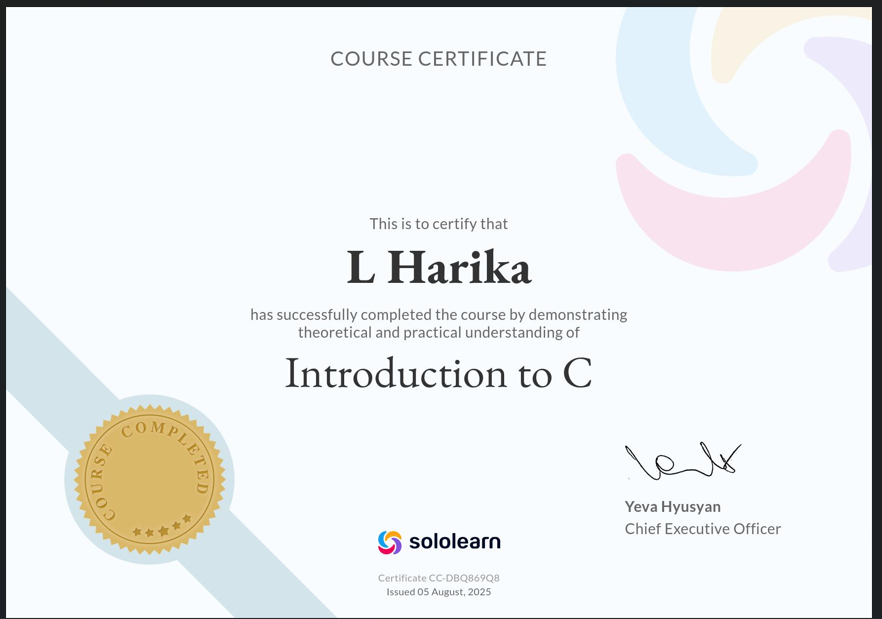 COURSE CERTIFICATE
This is to certify that
L Harika
has successfully completed the course by demonstrating
theoretical and practical understanding of
Introduction to C
COURSE COMPLETED
Yeva Hyusyan
Chief Executive Officer
sololearn
Certificate CC-DBQ869Q8
Issued 05 August, 2025